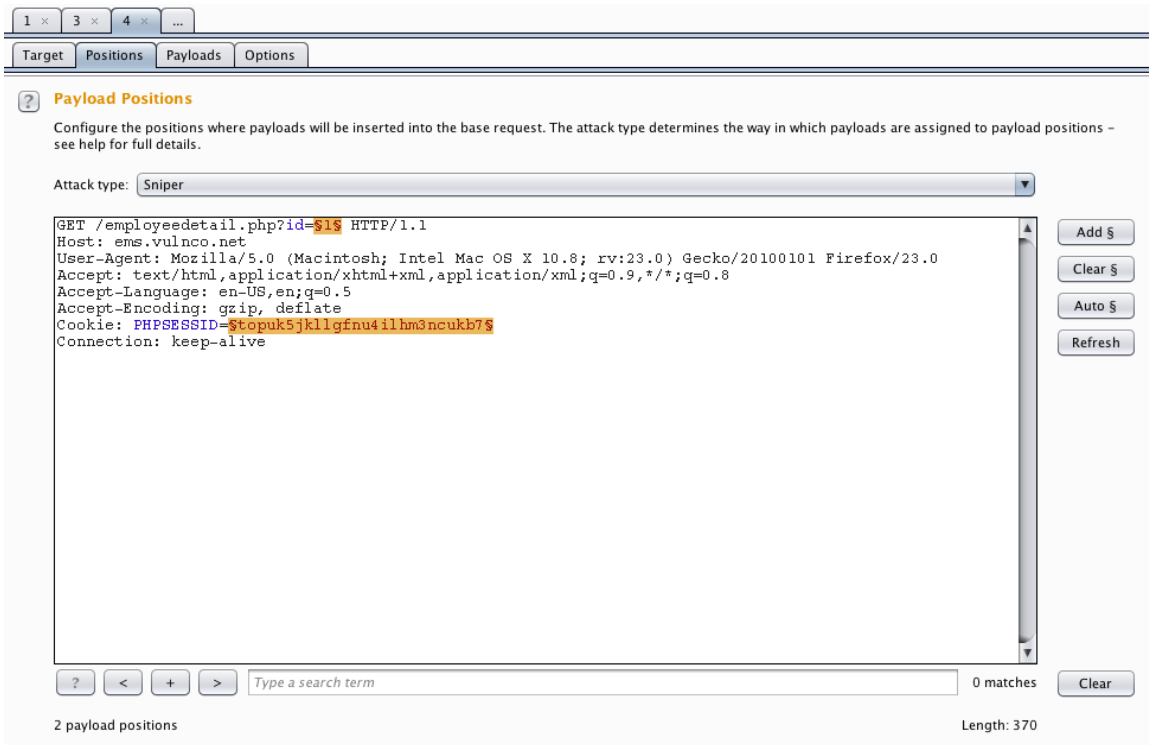 1 × 3 × 4 × ...
Target Positions Payloads Options
? Payload Positions
Configure the positions where payloads will be inserted into the base request. The attack type determines the way in which payloads are assigned to payload positions –
see help for full details.
Attack type: Sniper
GET /employeedetail.php?id=§1§ HTTP/1.1
Host: ems.vulnco.net
User-Agent: Mozilla/5.0 (Macintosh; Intel Mac OS X 10.8; rv:23.0) Gecko/20100101 Firefox/23.0
Accept: text/html,application/xhtml+xml,application/xml;q=0.9,*/*;q=0.8
Accept-Language: en-US,en;q=0.5
Accept-Encoding: gzip, deflate
Cookie: PHPSESSID=§topuk5jkllgfnu4ilhm3ncukb7§
Connection: keep-alive
Add §
Clear §
Auto §
Refresh
? < + > Type a search term 0 matches Clear
2 payload positions Length: 370